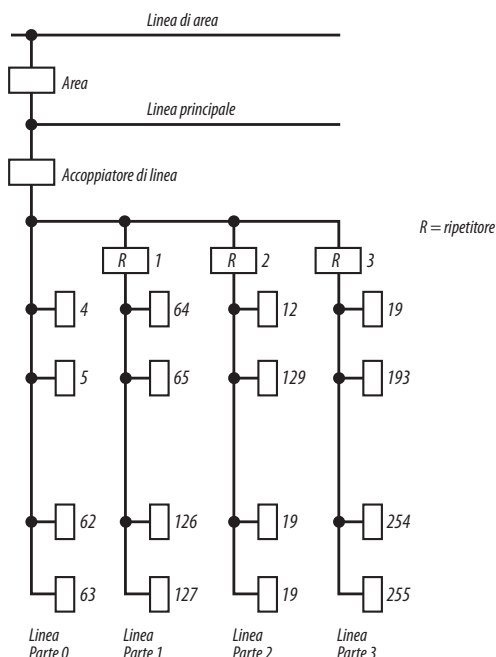 Linea di area
Area
Linea principale
Accoppiatore di linea
R = ripetitore
R 1
R 2
R 3
4
64
12
19
5
65
129
193
62
126
19
254
63
127
19
255
Linea
Parte 0
Linea
Parte 1
Linea
Parte 2
Linea
Parte 3